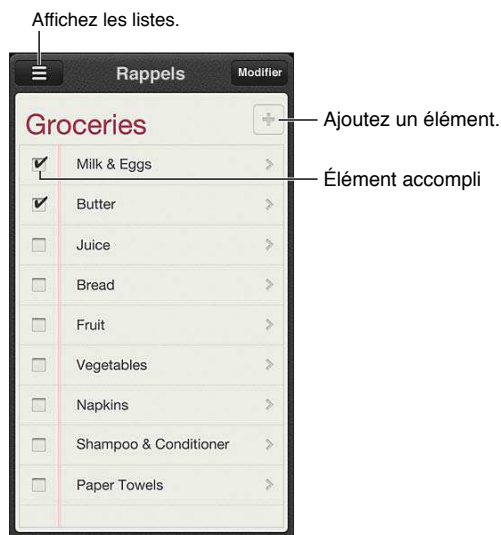 Affichez les listes.
Rappels Modifier
Groceries
Ajoutez un élément.
Milk & Eggs
Élément accompli
Butter
Juice
Bread
Fruit
Vegetables
Napkins
Shampoo & Conditioner
Paper Towels